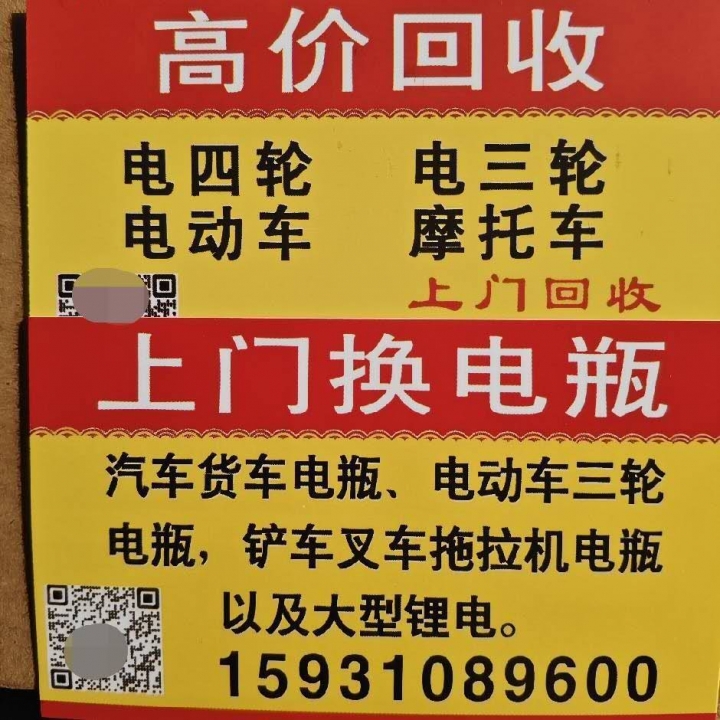 高价回收
电四轮 电三轮
电动车 摩托车
上门回收
上门换电瓶
汽车货车电瓶、电动车三轮
电瓶，铲车叉车拖拉机电瓶
以及大型锂电。
15931089600